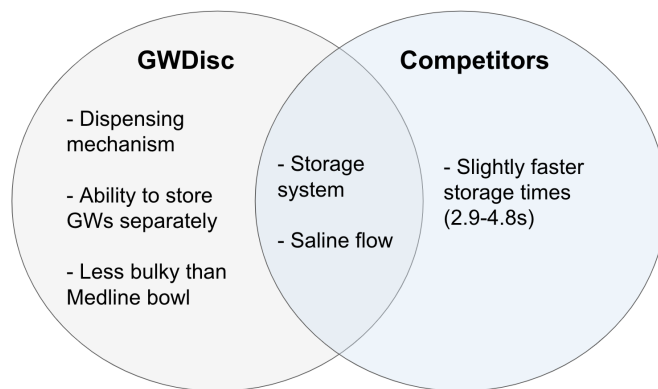 GWDisc
- Dispensing
mechanism
- Ability to store
GWs separately
- Less bulky than
Medline bowl
- Storage
system
- Saline flow
Competitors
- Slightly faster
storage times
(2.9-4.8s)